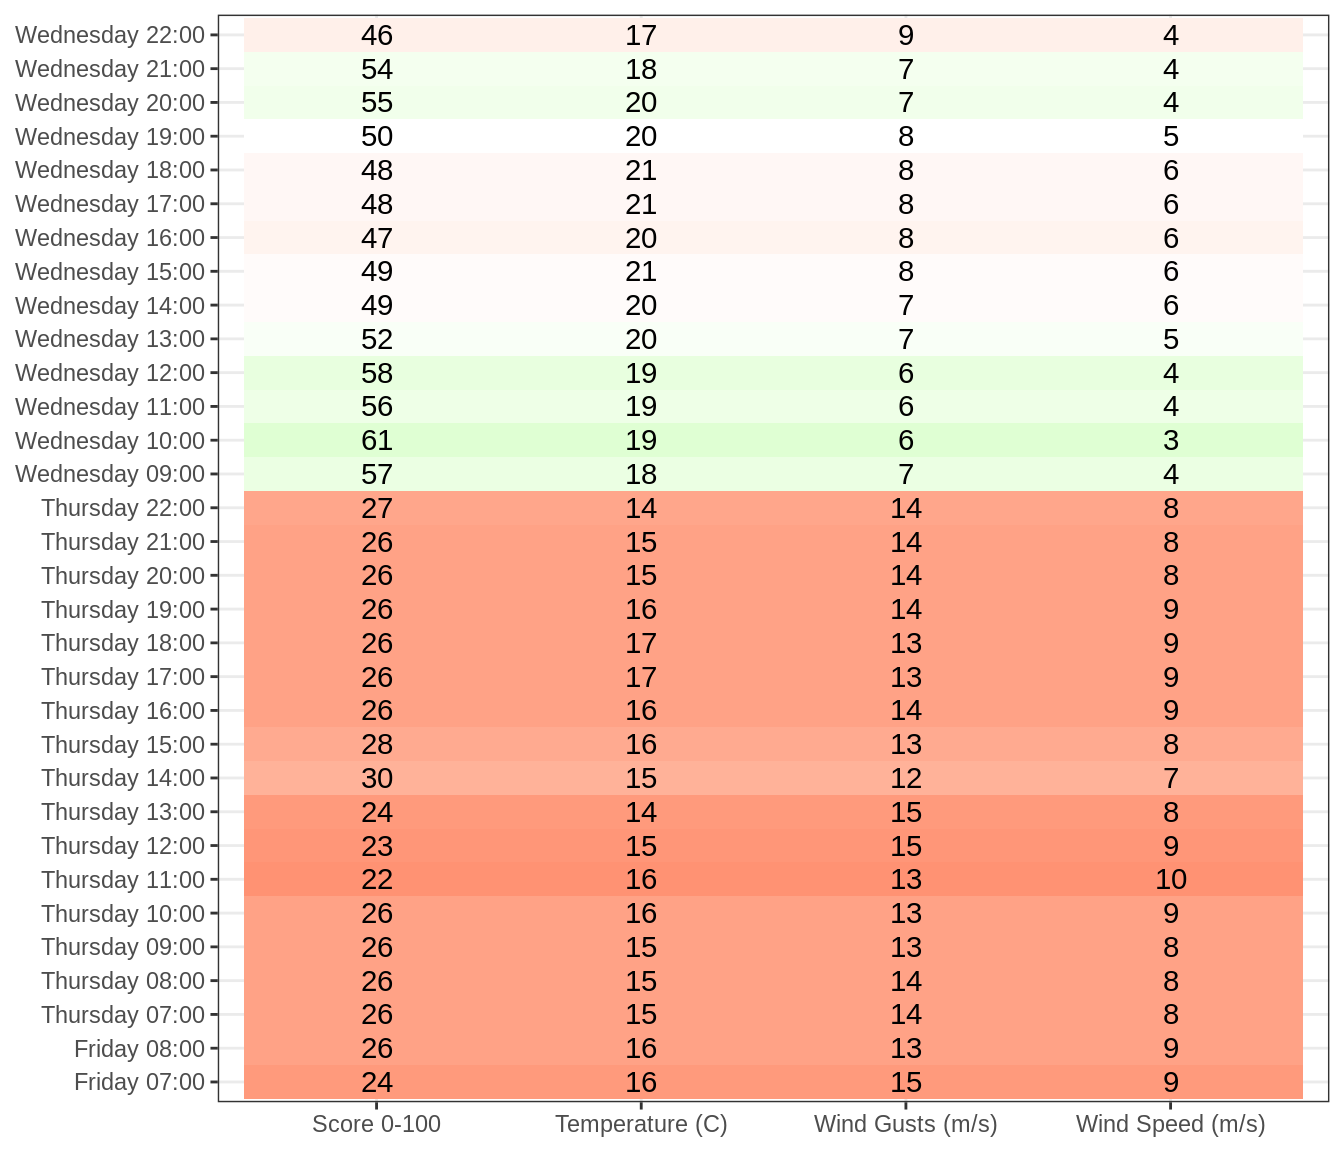 Wednesday 22:00 46 17 9 4
Wednesday 21:00 54 18 7 4
Wednesday 20:00 55 20 7 4
Wednesday 19:00 50 20 8 5
Wednesday 18:00 48 21 8 6
Wednesday 17:00 48 21 8 6
Wednesday 16:00 47 20 8 6
Wednesday 15:00 49 21 8 6
Wednesday 14:00 49 20 7 6
Wednesday 13:00 52 20 7 5
Wednesday 12:00 58 19 6 4
Wednesday 11:00 56 19 6 4
Wednesday 10:00 61 19 6 3
Wednesday 09:00 57 18 7 4
Thursday 22:00 27 14 14 8
Thursday 21:00 26 15 14 8
Thursday 20:00 26 15 14 8
Thursday 19:00 26 16 14 9
Thursday 18:00 26 17 13 9
Thursday 17:00 26 17 13 9
Thursday 16:00 26 16 14 9
Thursday 15:00 28 16 13 8
Thursday 14:00 30 15 12 7
Thursday 13:00 24 14 15 8
Thursday 12:00 23 15 15 9
Thursday 11:00 22 16 13 10
Thursday 10:00 26 16 13 9
Thursday 09:00 26 15 13 8
Thursday 08:00 26 15 14 8
Thursday 07:00 26 15 14 8
Friday 08:00 26 16 13 9
Friday 07:00 24 16 15 9
Score 0-100 Temperature (C) Wind Gusts (m/s) Wind Speed (m/s)